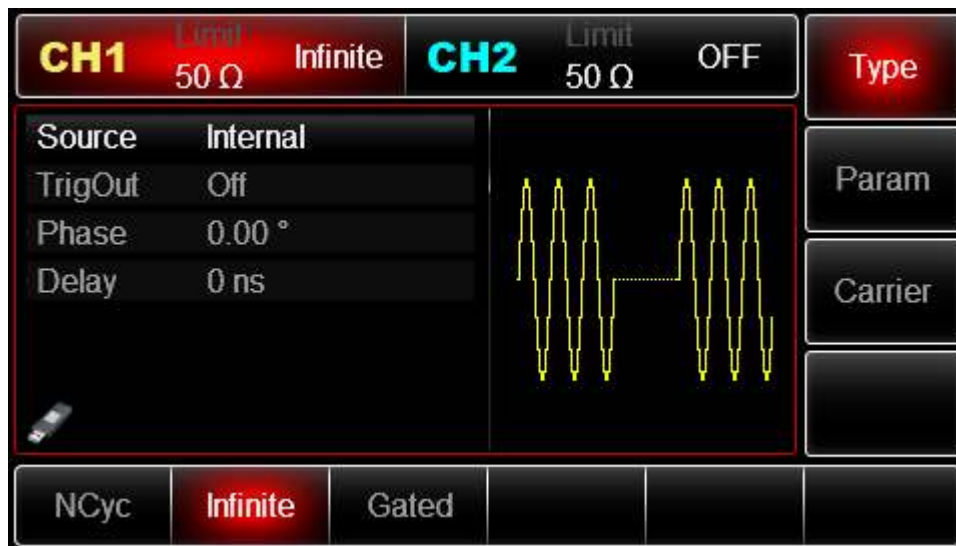 CH1 Limit 50 Ω Infinite CH2 Limit 50 Ω OFF Type
Source Internal
TrigOut Off
Phase 0.00 °
Delay 0 ns
Param
Carrier
NCyc Infinite Gated